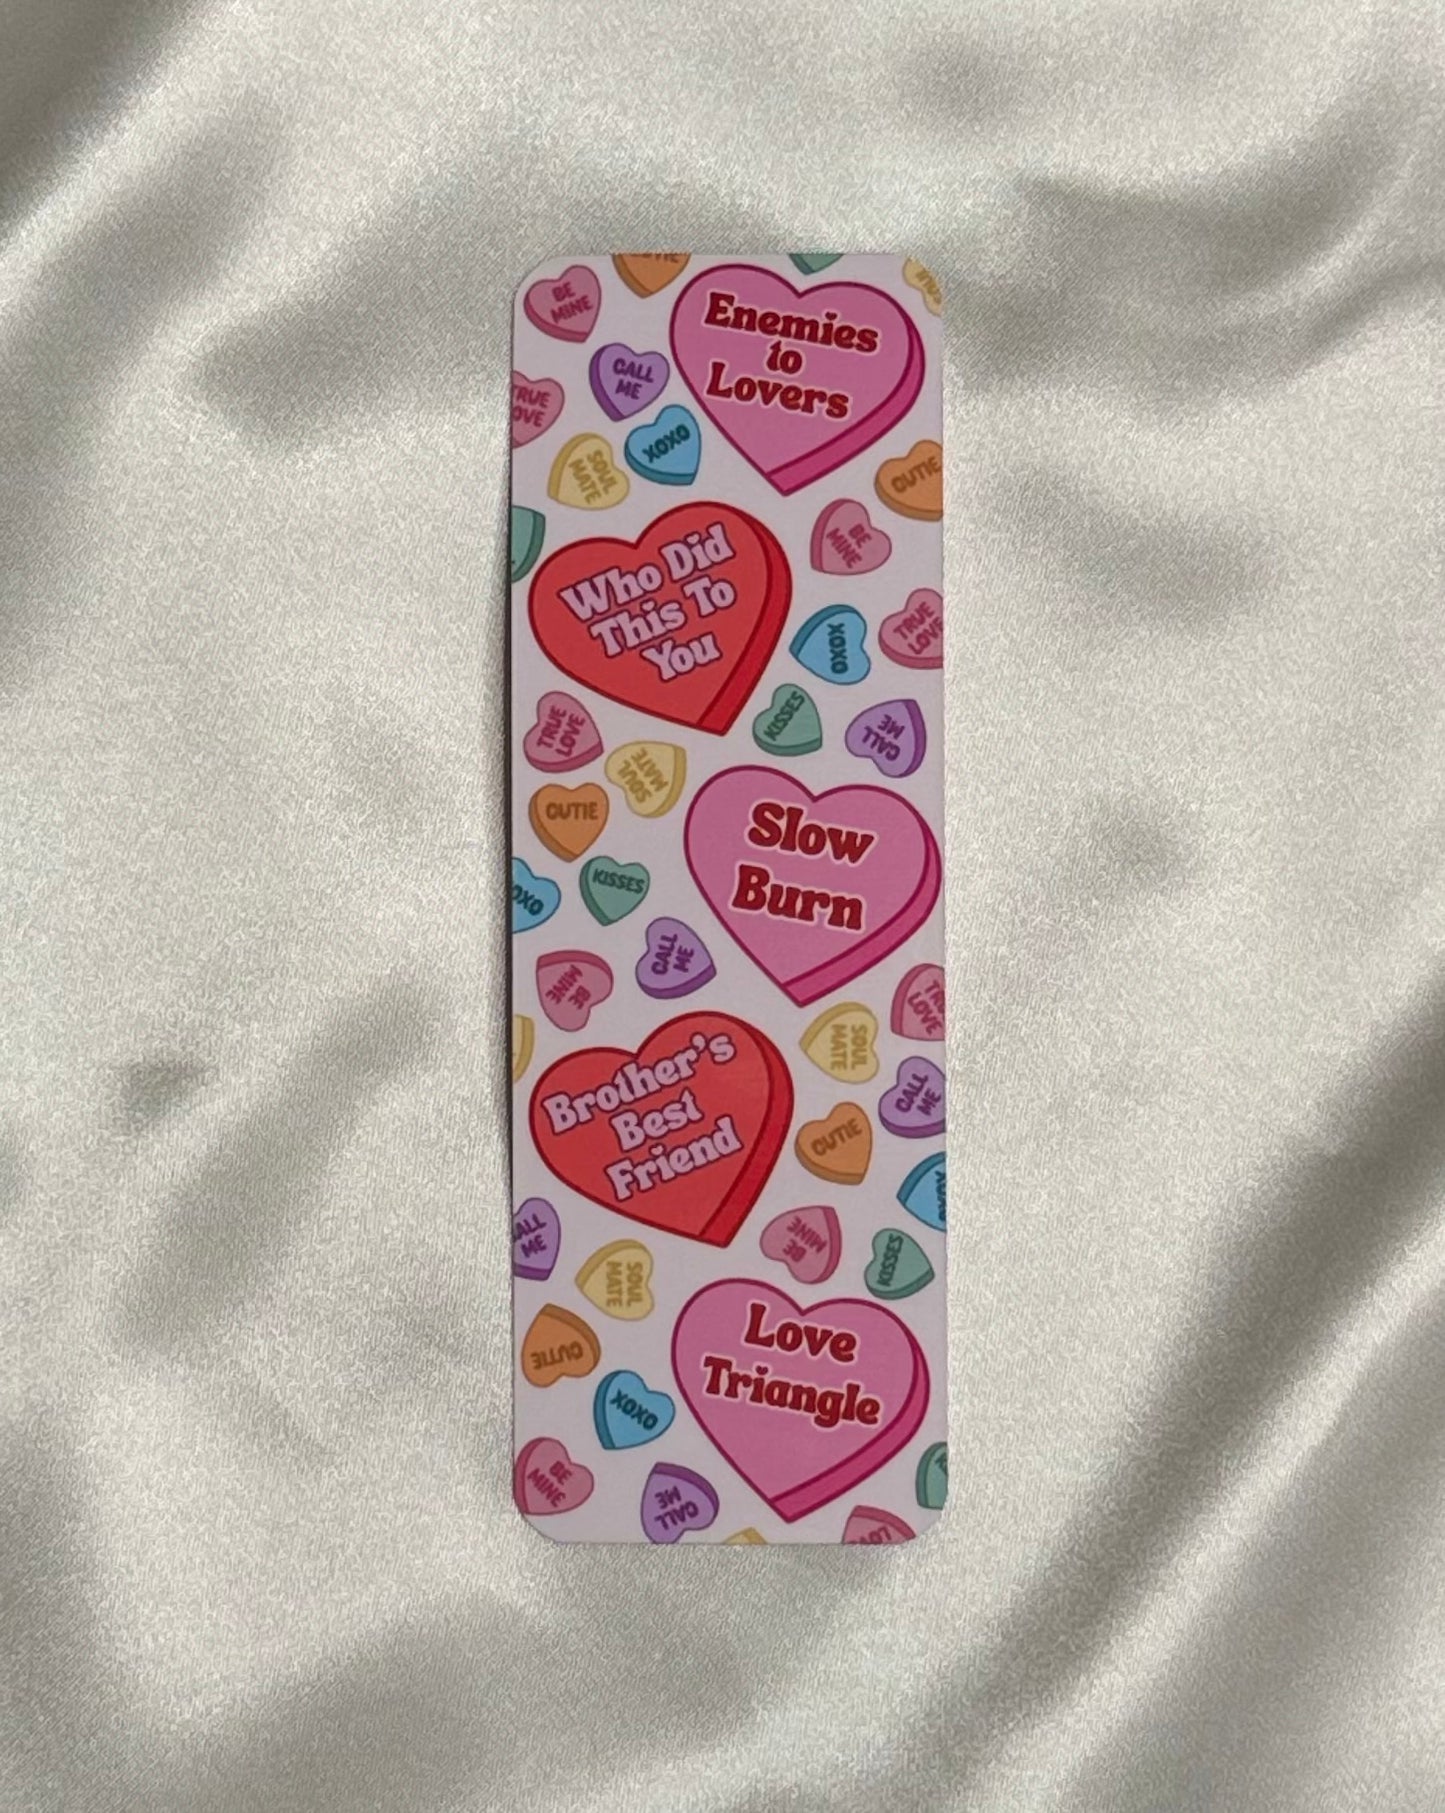 BE
MINE
Enemies
to
Lovers
CALL
ME
XOXO
SOUL
MATE
CUTIE
Who Did
This To
You
BE
MINE
XOXO
TRUE
LOVE
KISSES
CALL
ME
TRUE
LOVE
SOUL
MATE
CUTIE
Slow
Burn
KISSES
CALL
ME
BE
MINE
LOVE
SOUL
MATE
Brother's
Best
Friend
CALL
ME
CUTIE
BE
MINE
KISSES
ME
SOUL
MATE
CUTIE
XOXO
Love
Triangle
BE
MINE
CALL
ME